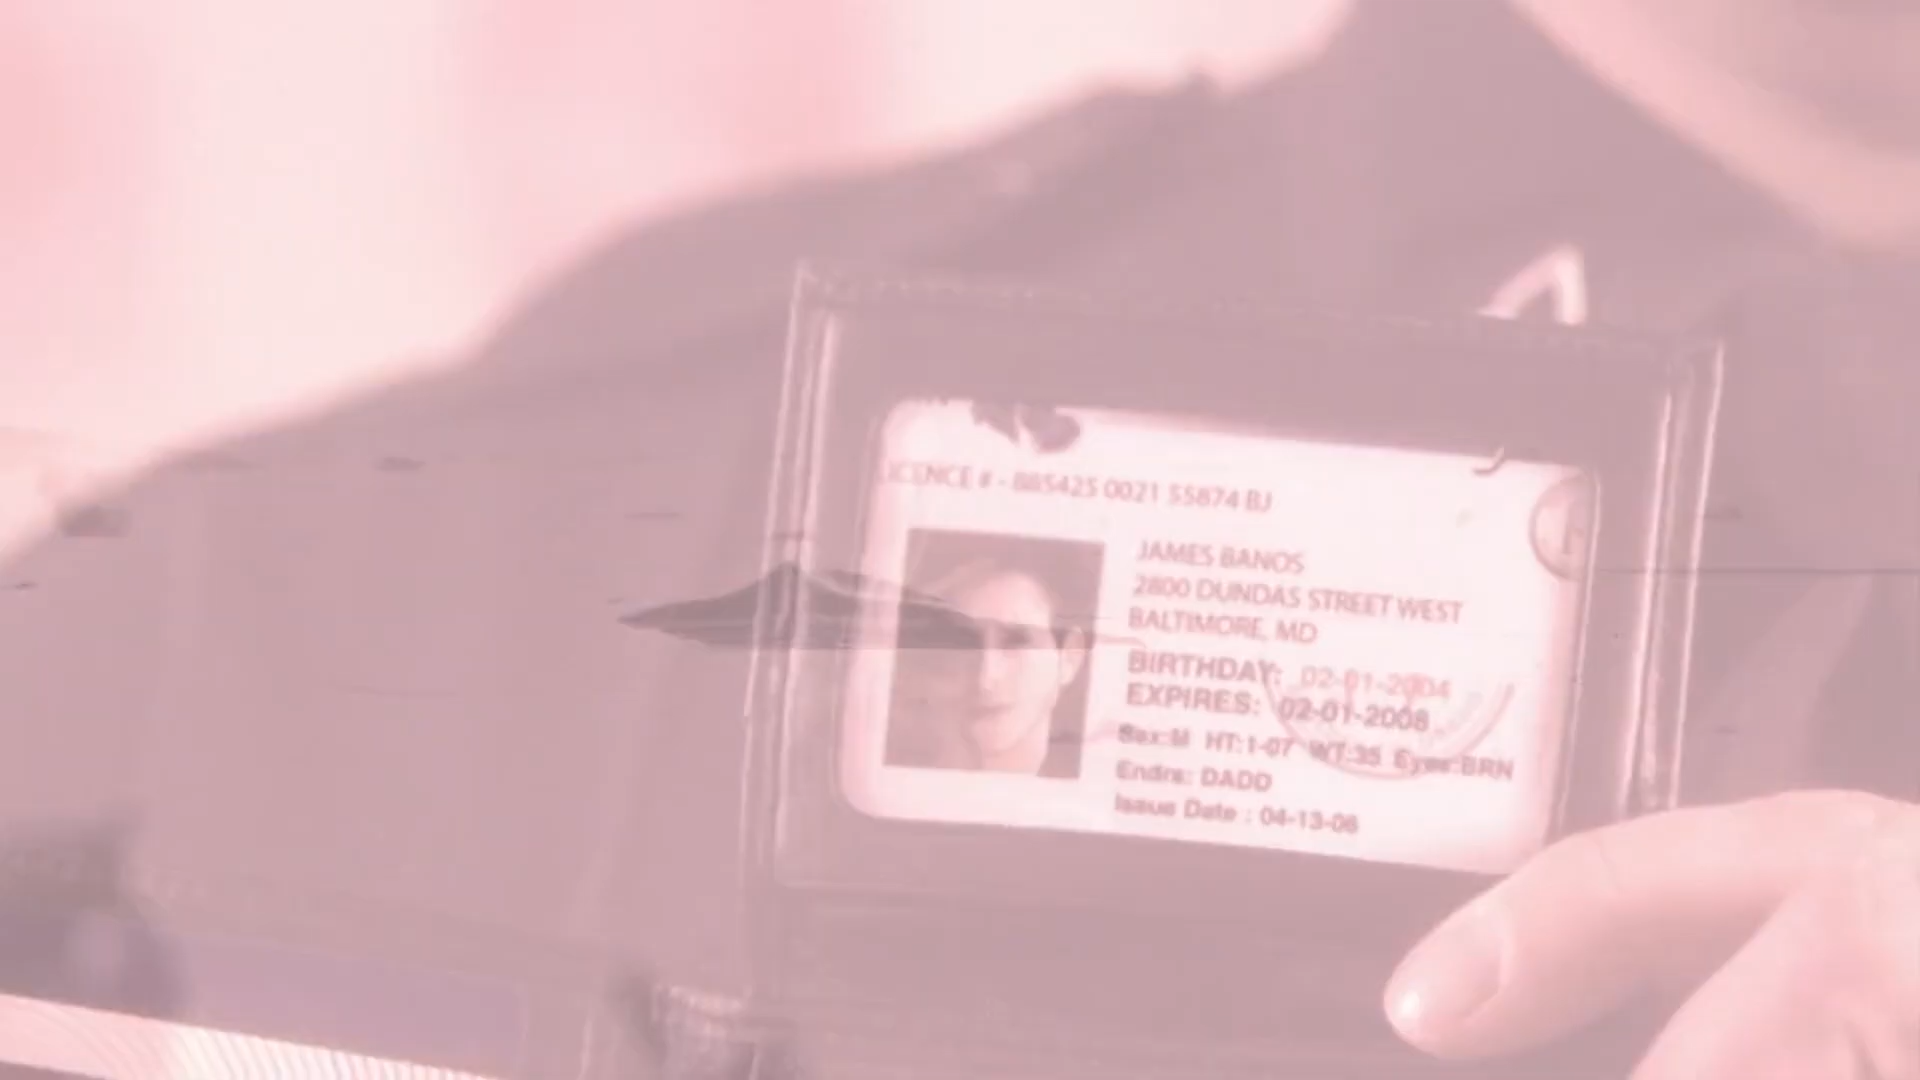 ICENCE # - 885425 0021 55874 BJ
JAMES BANOS
2800 DUNDAS STREET WEST
BALTIMORE, MD
BIRTHDAY: 02-01-2004
EXPIRES: 02-01-2008
Sex:M HT:1-07 WT:35 Eyes:BRN
Endrs: DADD
Issue Date : 04-13-06